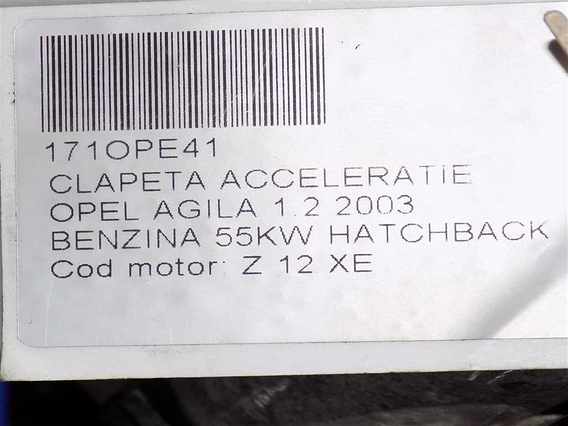 171OPE41
CLAPETA ACCELERATIE
OPEL AGILA 1.2 2003
BENZINA 55KW HATCHBACK
Cod motor: Z 12 XE